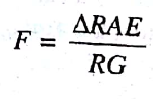 F = ΔRAE / RG